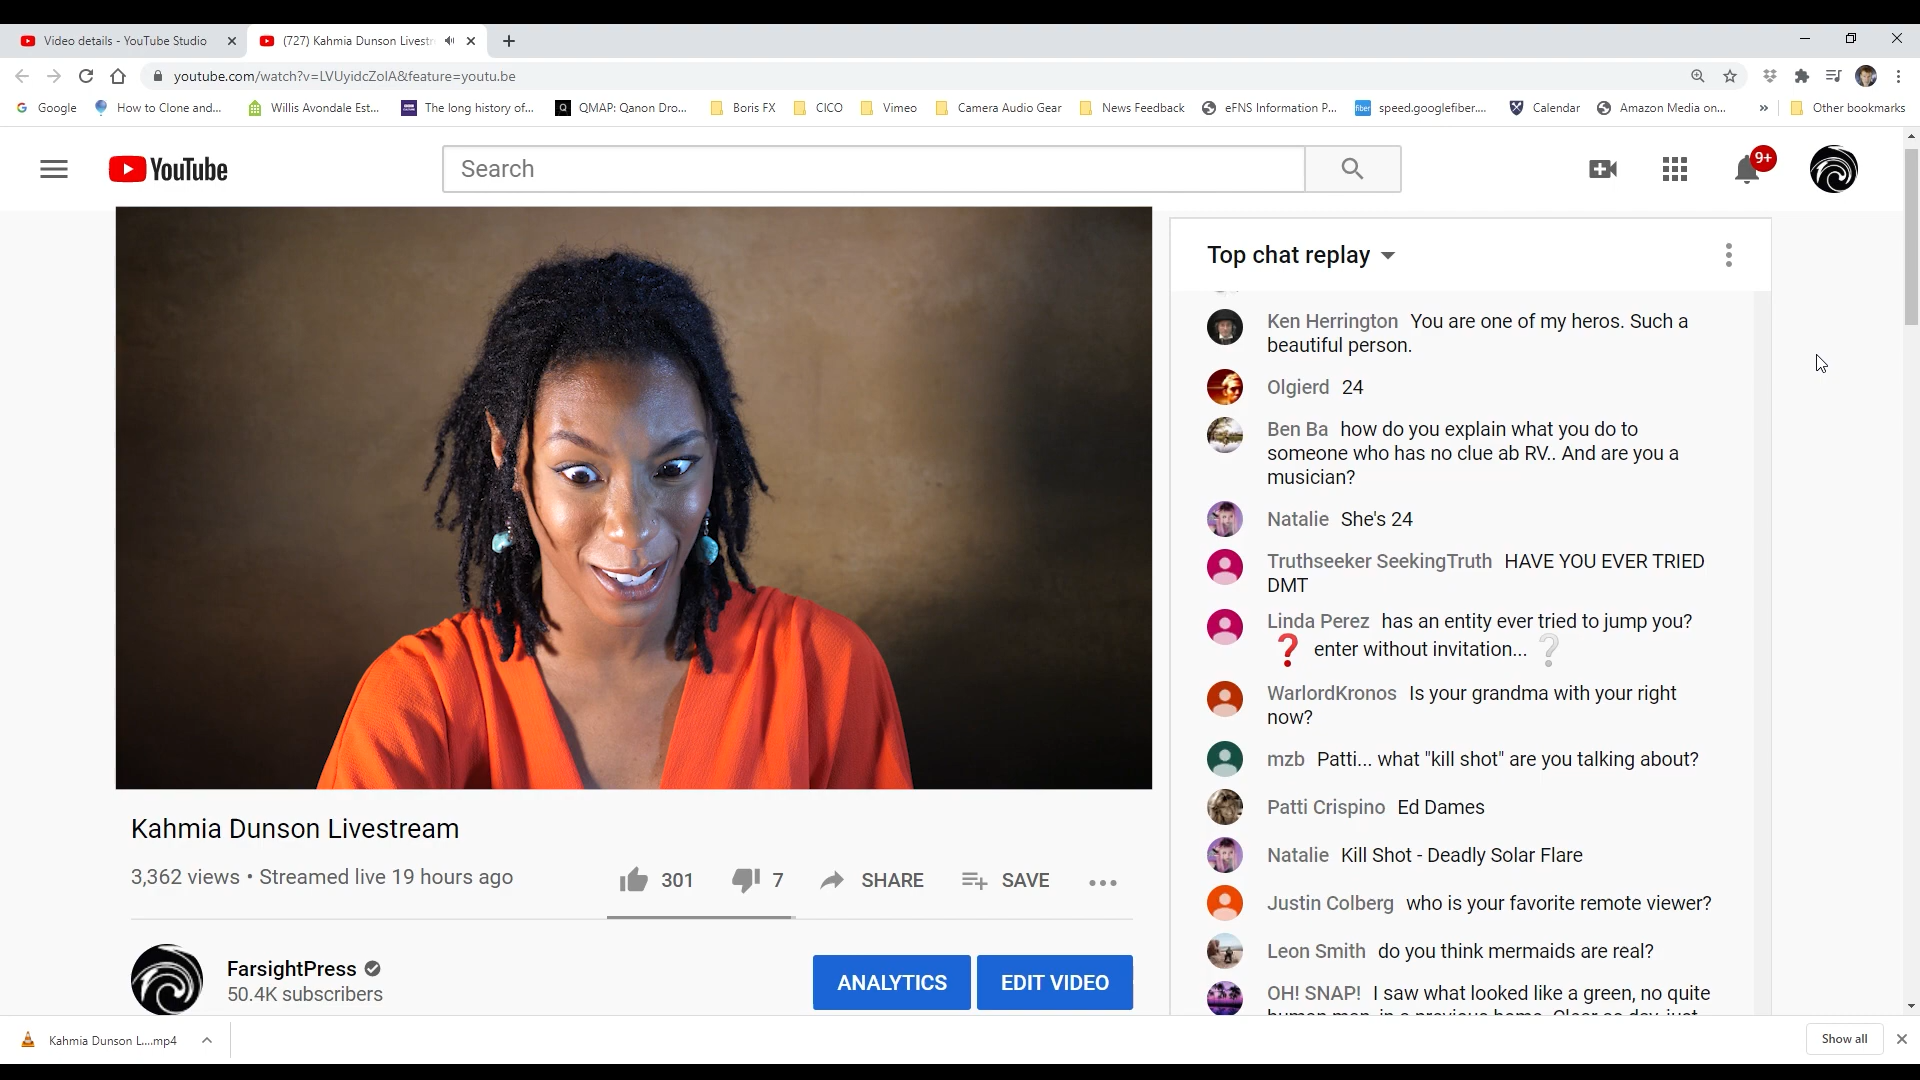 Video details - YouTube Studio
(727) Kahmia Dunson Livestr
youtube.com/watch?v=LVUyidcZolA&feature=youtu.be
Google
How to Clone and...
Willis Avondale Est...
The long history of...
QMAP: Qanon Dro...
Boris FX
CICO
Vimeo
Camera Audio Gear
News Feedback
eFNS Information P...
speed.googlefiber....
Calendar
Amazon Media on...
»
Other bookmarks
YouTube
Search
9+
Top chat replay
Ken Herrington You are one of my heros. Such a
beautiful person.
Olgierd 24
Ben Ba how do you explain what you do to
someone who has no clue ab RV.. And are you a
musician?
Natalie She's 24
Truthseeker SeekingTruth HAVE YOU EVER TRIED
DMT
Linda Perez has an entity ever tried to jump you?
❓ enter without invitation... ❔
WarlordKronos Is your grandma with your right
now?
mzb Patti... what "kill shot" are you talking about?
Patti Crispino Ed Dames
Natalie Kill Shot - Deadly Solar Flare
Justin Colberg who is your favorite remote viewer?
Leon Smith do you think mermaids are real?
OH! SNAP! I saw what looked like a green, no quite
Kahmia Dunson Livestream
3,362 views • Streamed live 19 hours ago
301
7
SHARE
SAVE
FarsightPress
50.4K subscribers
ANALYTICS
EDIT VIDEO
Kahmia Dunson L....mp4
Show all